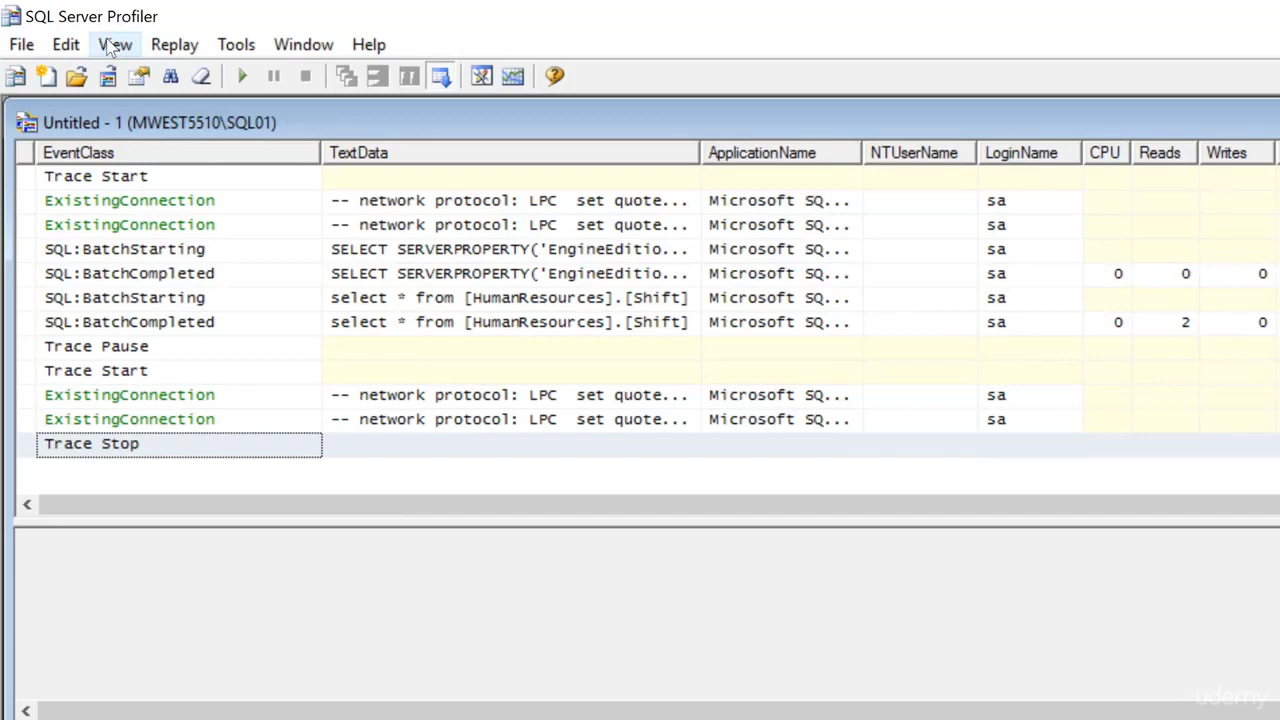 SQL Server Profiler
File Edit View Replay Tools Window Help
Untitled - 1 (MWEST5510\SQL01)
EventClass TextData ApplicationName NTUserName LoginName CPU Reads Writes
Trace Start
ExistingConnection -- network protocol: LPC set quote... Microsoft SQ... sa
ExistingConnection -- network protocol: LPC set quote... Microsoft SQ... sa
SQL:BatchStarting SELECT SERVERPROPERTY('EngineEditio... Microsoft SQ... sa
SQL:BatchCompleted SELECT SERVERPROPERTY('EngineEditio... Microsoft SQ... sa 0 0 0
SQL:BatchStarting select * from [HumanResources].[Shift] Microsoft SQ... sa
SQL:BatchCompleted select * from [HumanResources].[Shift] Microsoft SQ... sa 0 2 0
Trace Pause
Trace Start
ExistingConnection -- network protocol: LPC set quote... Microsoft SQ... sa
ExistingConnection -- network protocol: LPC set quote... Microsoft SQ... sa
Trace Stop
udemy